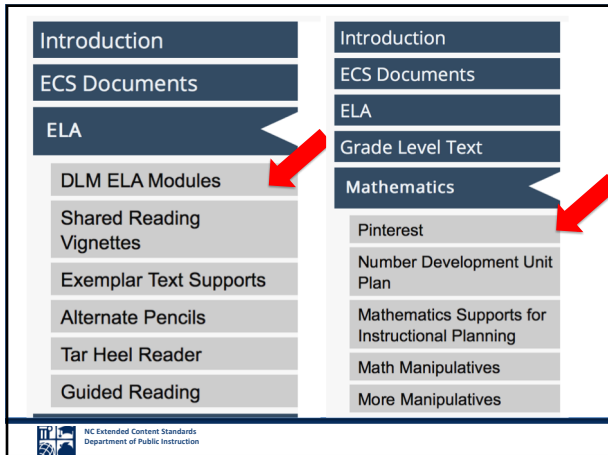 Introduction
ECS Documents
ELA
DLM ELA Modules
Shared Reading
Vignettes
Exemplar Text Supports
Alternate Pencils
Tar Heel Reader
Guided Reading
Introduction
ECS Documents
ELA
Grade Level Text
Mathematics
Pinterest
Number Development Unit
Plan
Mathematics Supports for
Instructional Planning
Math Manipulatives
More Manipulatives
NC Extended Content Standards
Department of Public Instruction